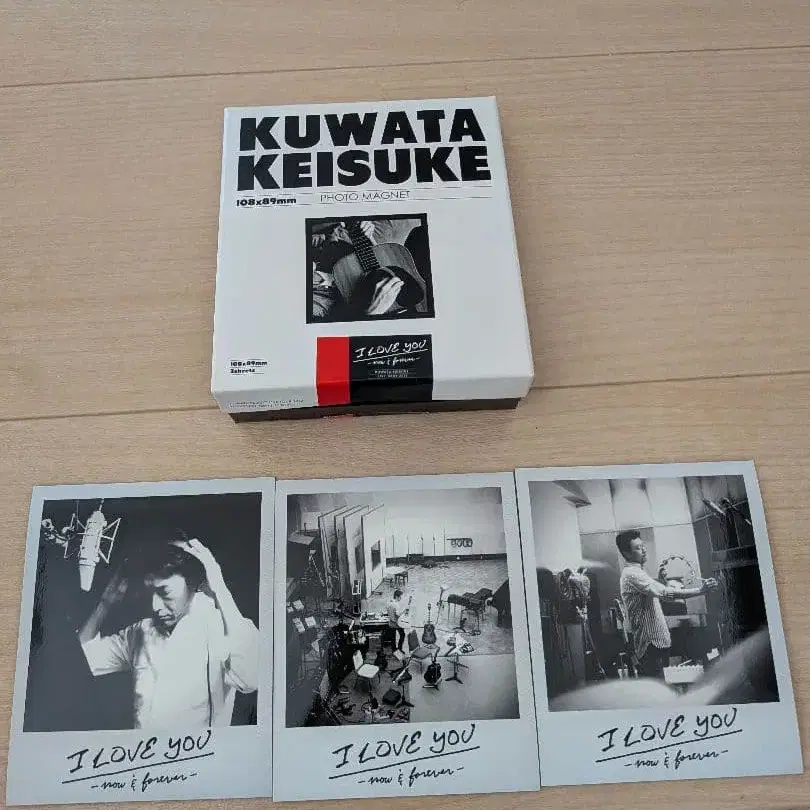 KUWATA
KEISUKE
108x89mm PHOTO MAGNET
I LOVE YOU
-now & forever-
108x89mm
3sheets
I LOVE YOU
-now & forever-
I LOVE YOU
-now & forever-
I LOVE YOU
-now & forever-